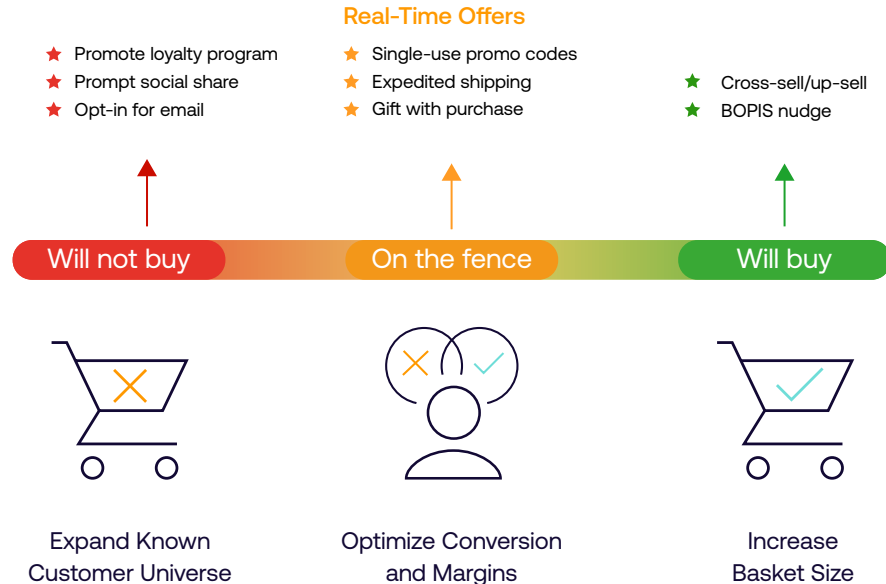 Real-Time Offers
Promote loyalty program
Prompt social share
Opt-in for email
Single-use promo codes
Expedited shipping
Gift with purchase
Cross-sell/up-sell
BOPIS nudge
Will not buy
On the fence
Will buy
Expand Known
Customer Universe
Optimize Conversion
and Margins
Increase
Basket Size